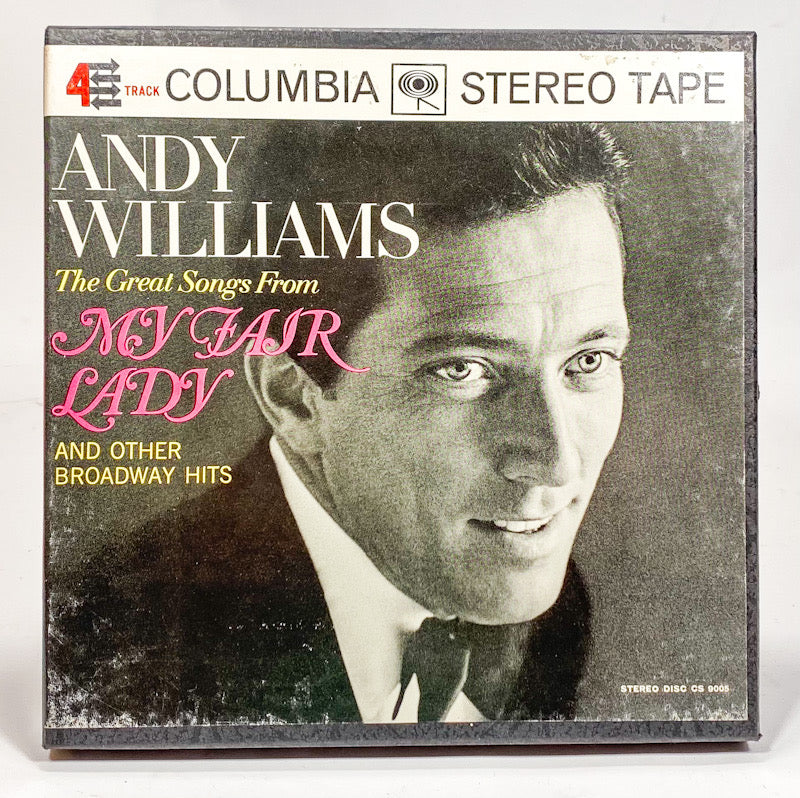 4 TRACK COLUMBIA STEREO TAPE
ANDY
WILLIAMS
The Great Songs From
MY FAIR
LADY
AND OTHER
BROADWAY HITS
STEREO DISC CS 9005